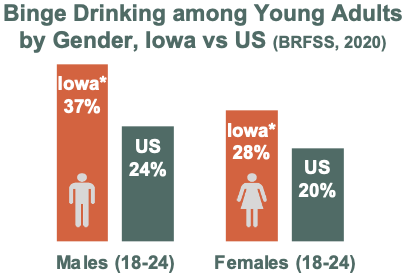 Binge Drinking among Young Adults
by Gender, Iowa vs US (BRFSS, 2020)
Iowa*
37%
US
24%
Iowa*
28%
US
20%
Males (18-24)
Females (18-24)